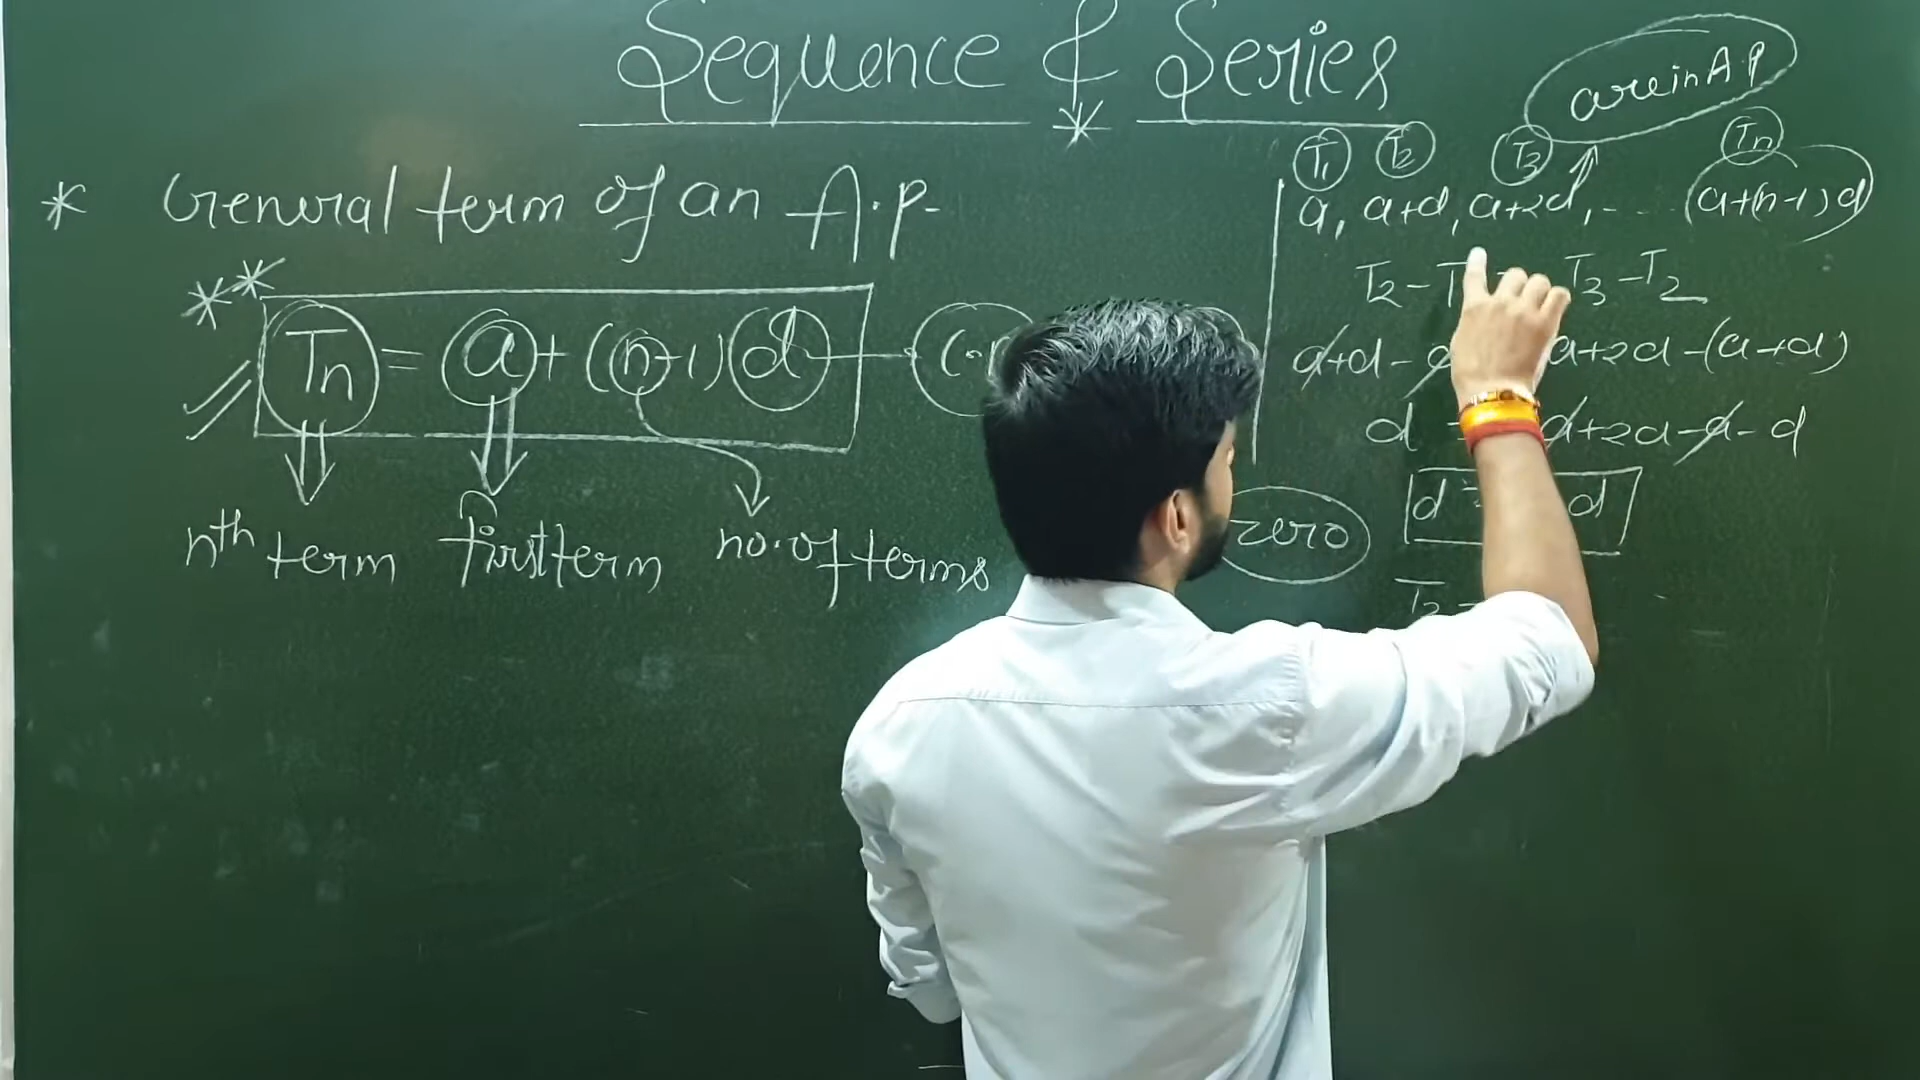 Sequence & Series
are in A.P
* General term of an A.P.
T1 T2 T3 Tn
a, a+d, a+2d, - - - - (a+(n-1)d)
T2 - T T3 - T2
** Tn = a + (n-1) d
a+d - a a+2d - (a+d)
d a+2d - a - d
d = d
nth term first term no. of terms
zero